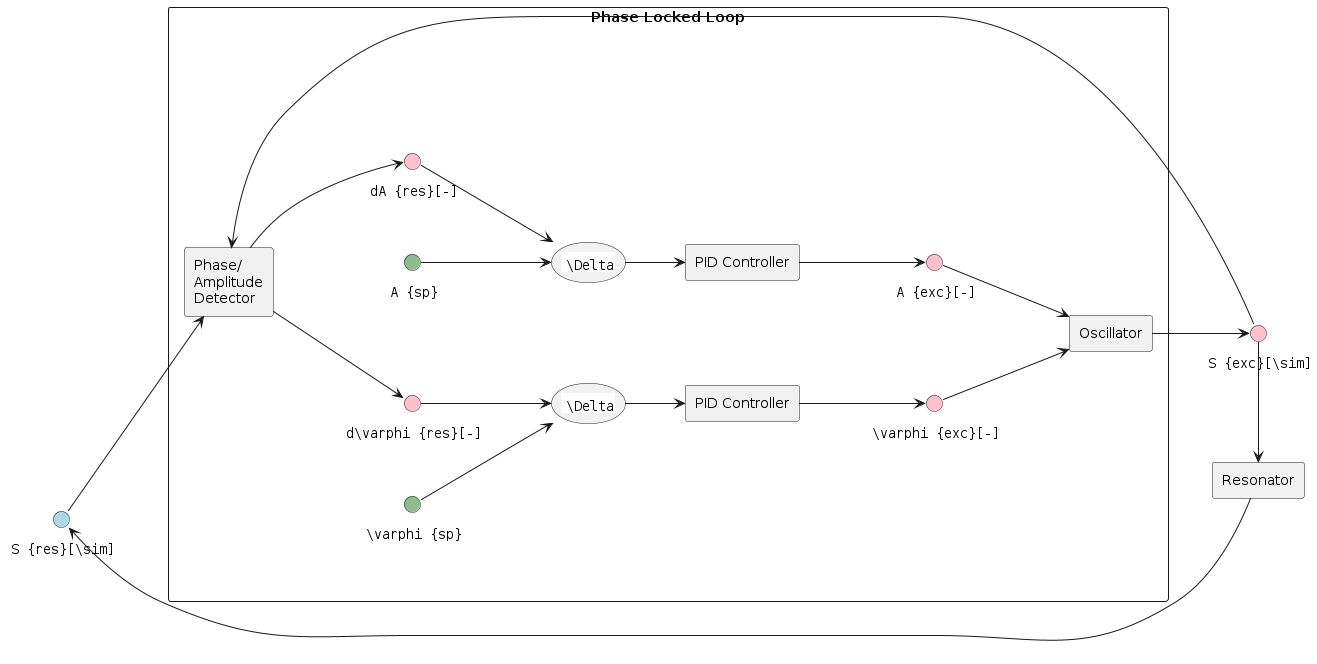 Phase Locked Loop
dA {res}[-]
Phase/
Amplitude
Detector
\Delta
PID Controller
A {sp}
A {exc}[-]
Oscillator
S {exc}[\sim]
\Delta
PID Controller
d\varphi {res}[-]
\varphi {exc}[-]
Resonator
\varphi {sp}
S {res}[\sim]